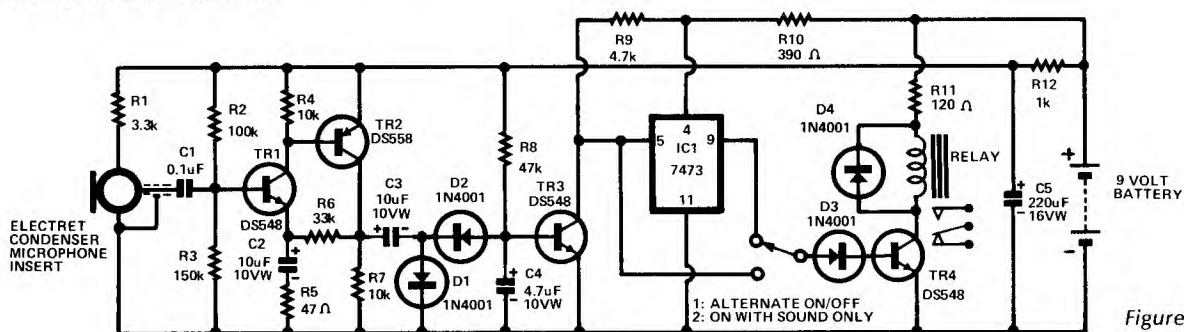 R1
3.3k
R2
100k
C1
0.1uF
R3
150k
ELECTRET
CONDENSER
MICROPHONE
INSERT
R4
10k
TR1
DS548
TR2
DS558
R6
33k
C2
10uF
10VW
R5
47Ω
C3
10uF
10VW
R7
10k
D2
1N4001
D1
1N4001
R8
47k
C4
4.7uF
10VW
TR3
DS548
R9
4.7k
5
4
IC1
7473
9
11
R10
390 Ω
1: ALTERNATE ON/OFF
2: ON WITH SOUND ONLY
D4
1N4001
D3
1N4001
R11
120 Ω
RELAY
TR4
DS548
R12
1k
C5
220uF
16VW
9 VOLT
BATTERY
Figure